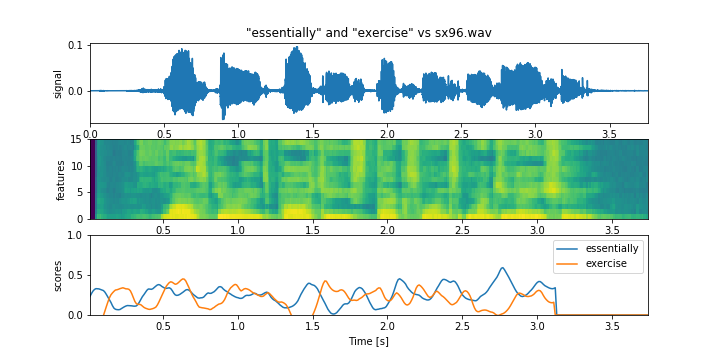 "essentially" and "exercise" vs sx96.wav
0.1
0.0
signal
0.0 0.5 1.0 1.5 2.0 2.5 3.0 3.5
15
10
5
0
features
0.5 1.0 1.5 2.0 2.5 3.0 3.5
1.0
0.5
0.0
scores
essentially
exercise
0.5 1.0 1.5 2.0 2.5 3.0 3.5
Time [s]